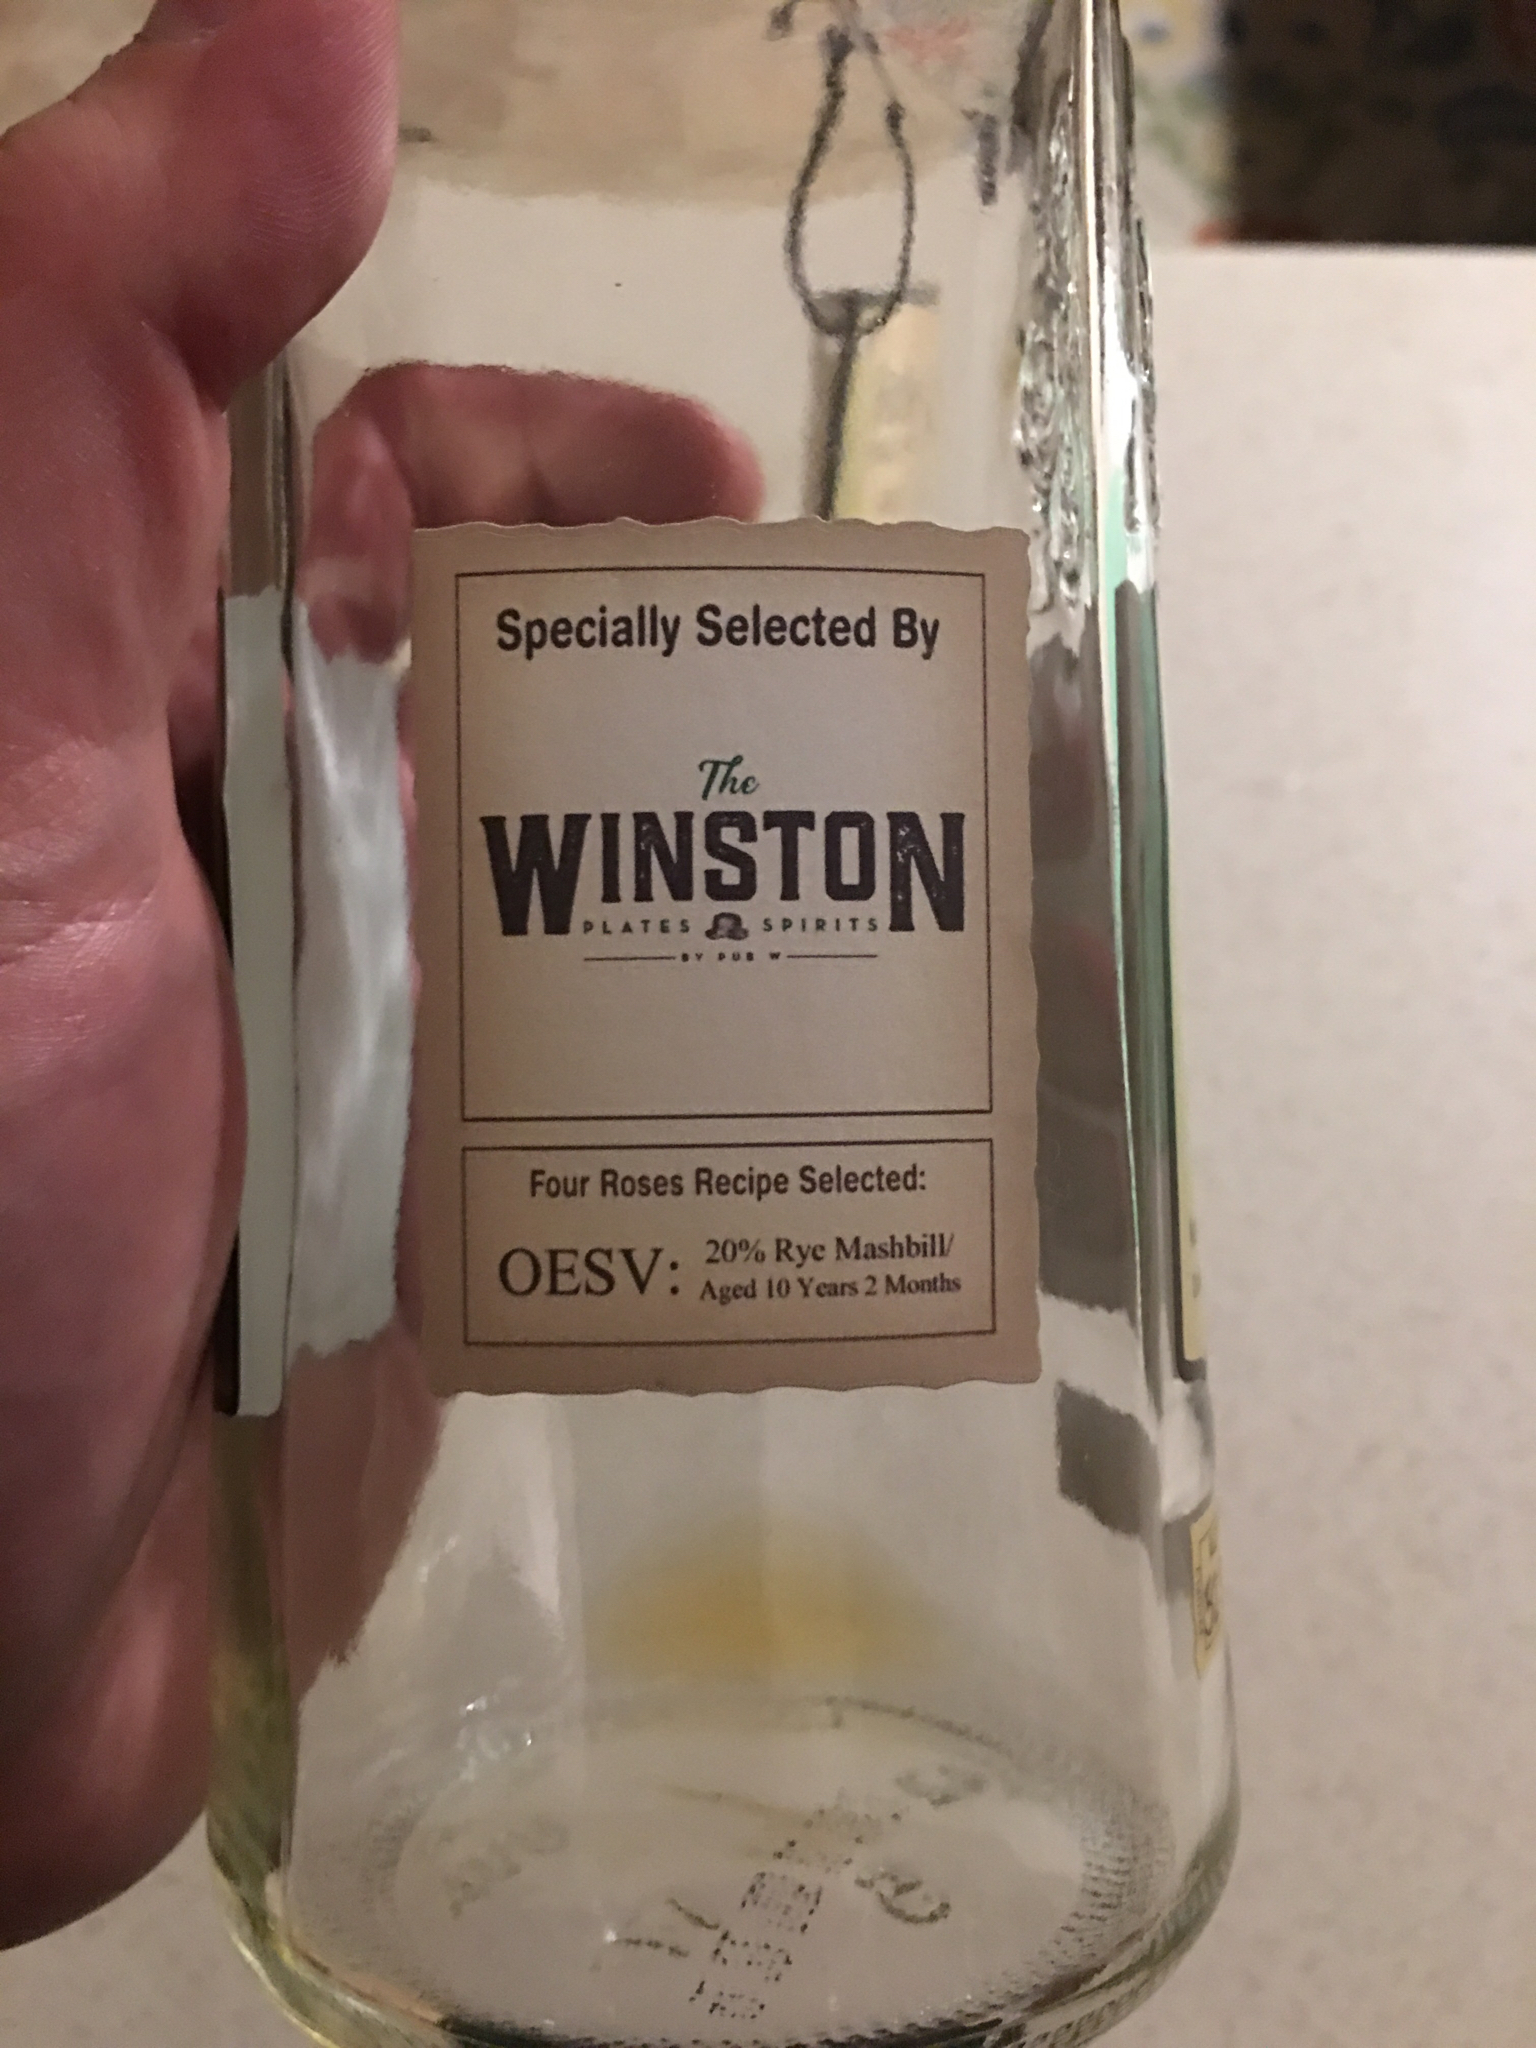 Specially Selected By
The
WINSTON
PLATES SPIRITS
BY PUB W
Four Roses Recipe Selected:
OESV: 20% Rye Mashbill/
Aged 10 Years 2 Months